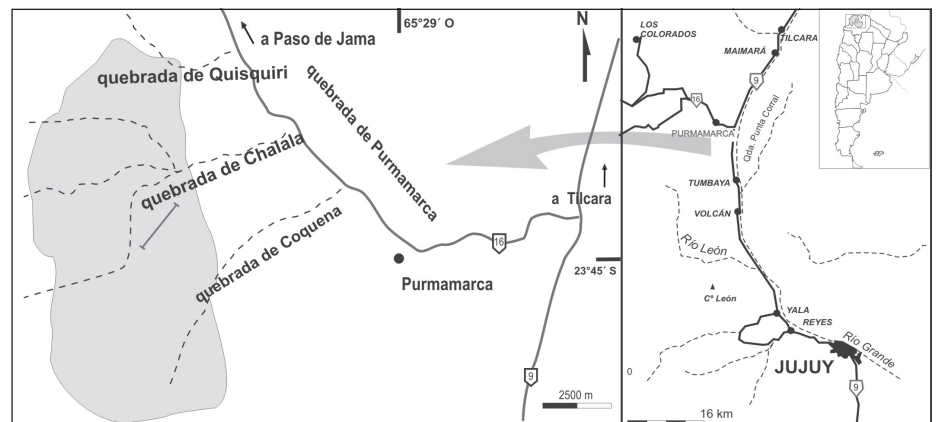 65°29´ O
N
a Paso de Jama
quebrada de Quisquiri
quebrada de Purmamarca
quebrada de Chalala
quebrada de Coquena
a Tilcara
16
23°45´ S
Purmamarca
9
2500 m
LOS
COLORADOS
TILCARA
MAIMARÁ
9
16
PURMAMARCA
Qda. Punta Corral
TUMBAYA
VOLCÁN
Río León
Cº León
YALA
REYES
Río Grande
JUJUY
0
9
16 km